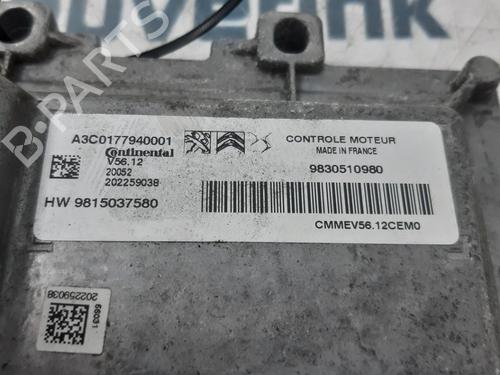 B-PARTS
A3C0177940001
Continental
V56.12
20052
202259038
HW 9815037580
CONTROLE MOTEUR
MADE IN FRANCE
9830510980
CMMEV56.12CEM0
202259038